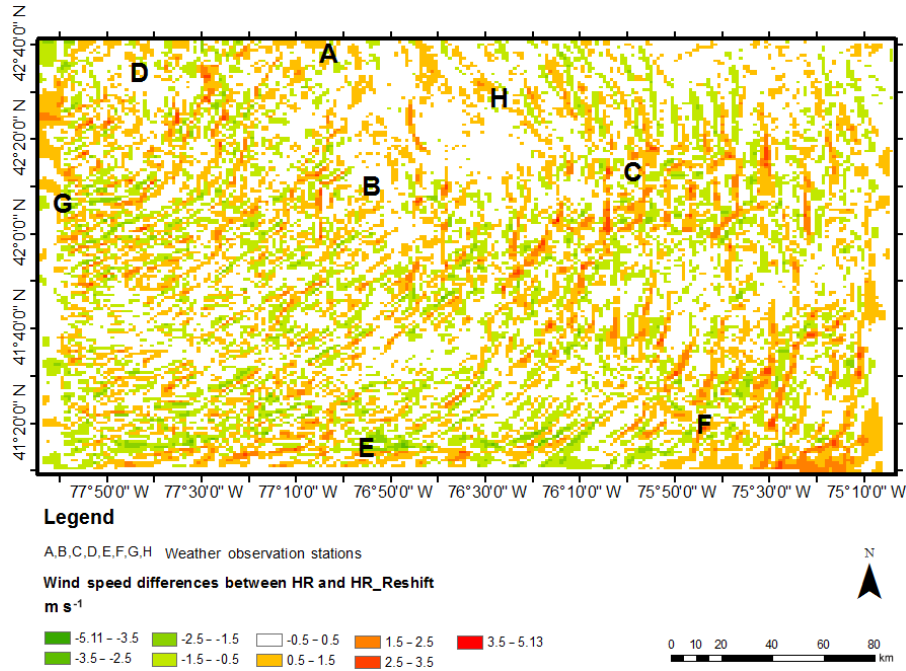 42°40'0" N
42°20'0" N
42°0'0" N
41°40'0" N
41°20'0" N
A
D
H
C
B
G
F
E
77°50'0" W 77°30'0" W 77°10'0" W 76°50'0" W 76°30'0" W 76°10'0" W 75°50'0" W 75°30'0" W 75°10'0" W
Legend
A,B,C,D,E,F,G,H Weather observation stations
Wind speed differences between HR and HR_Reshift
m s⁻¹
-5.11 – -3.5 -2.5 – -1.5 -0.5 – 0.5 1.5 – 2.5 3.5 – 5.13
-3.5 – -2.5 -1.5 – -0.5 0.5 – 1.5 2.5 – 3.5
N
0 10 20 40 60 80
km